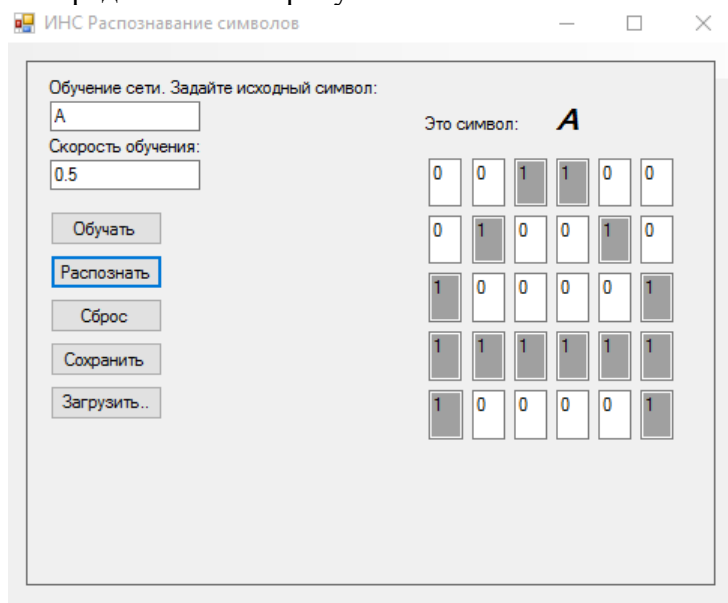 ИНС Распознавание символов
Обучение сети. Задайте исходный символ:
А
Скорость обучения:
0.5
Обучать
Распознать
Сброс
Сохранить
Загрузить..
Это символ: А
0 0 1 1 0 0
0 1 0 0 1 0
1 0 0 0 0 1
1 1 1 1 1 1
1 0 0 0 0 1